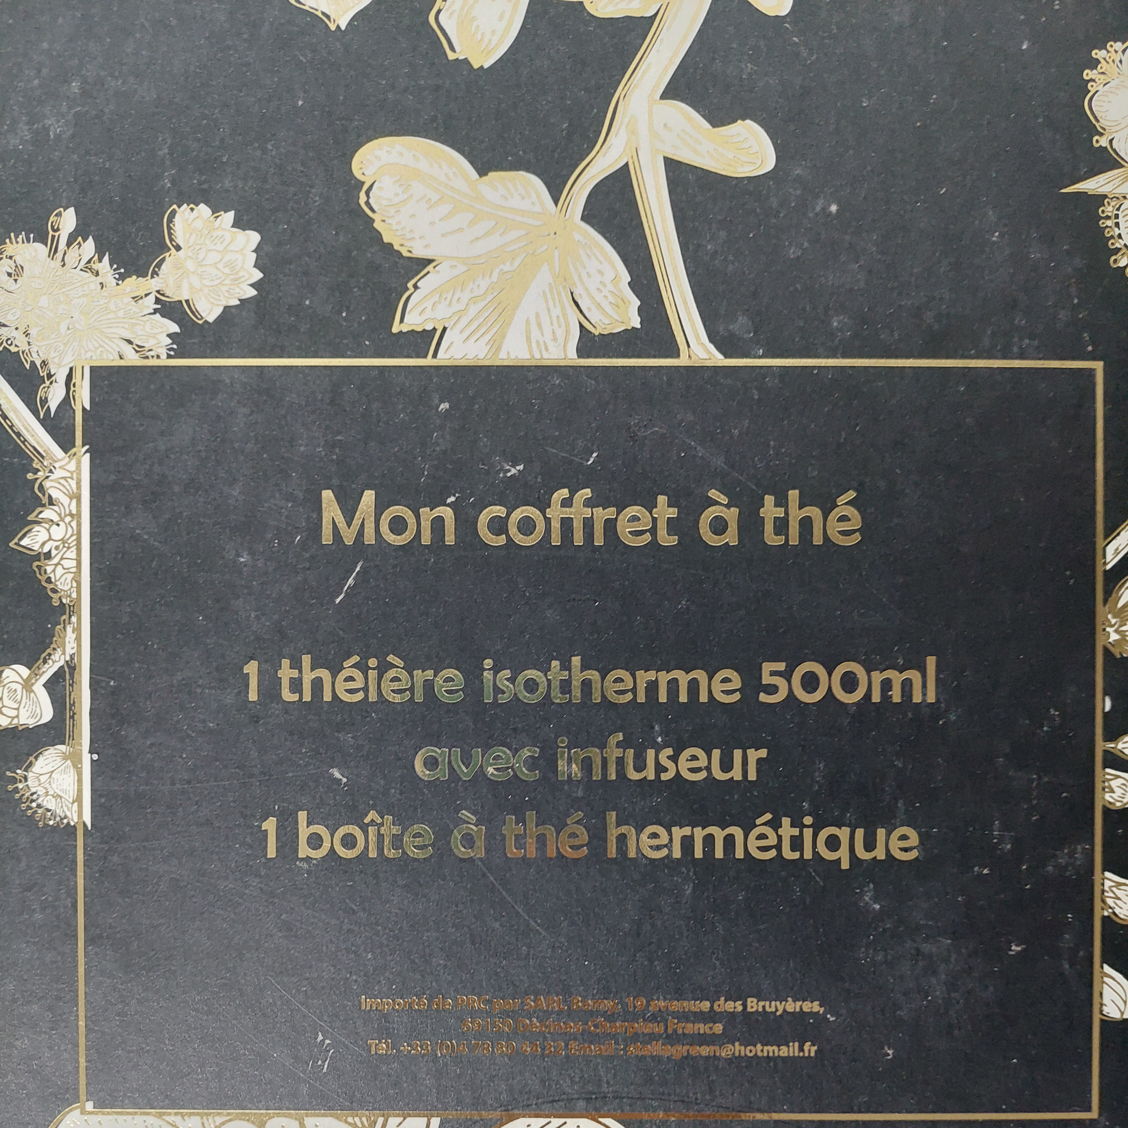 Mon coffret à thé
1 théière isotherme 500ml
avec infuseur
1 boîte à thé hermétique
Importé de PRC par SARL 19 avenue des Bruyères,
69150 Décines-Charpieu France
Tél. +33 (0)4 78 80 44 32 Email : stellagreen@hotmail.fr